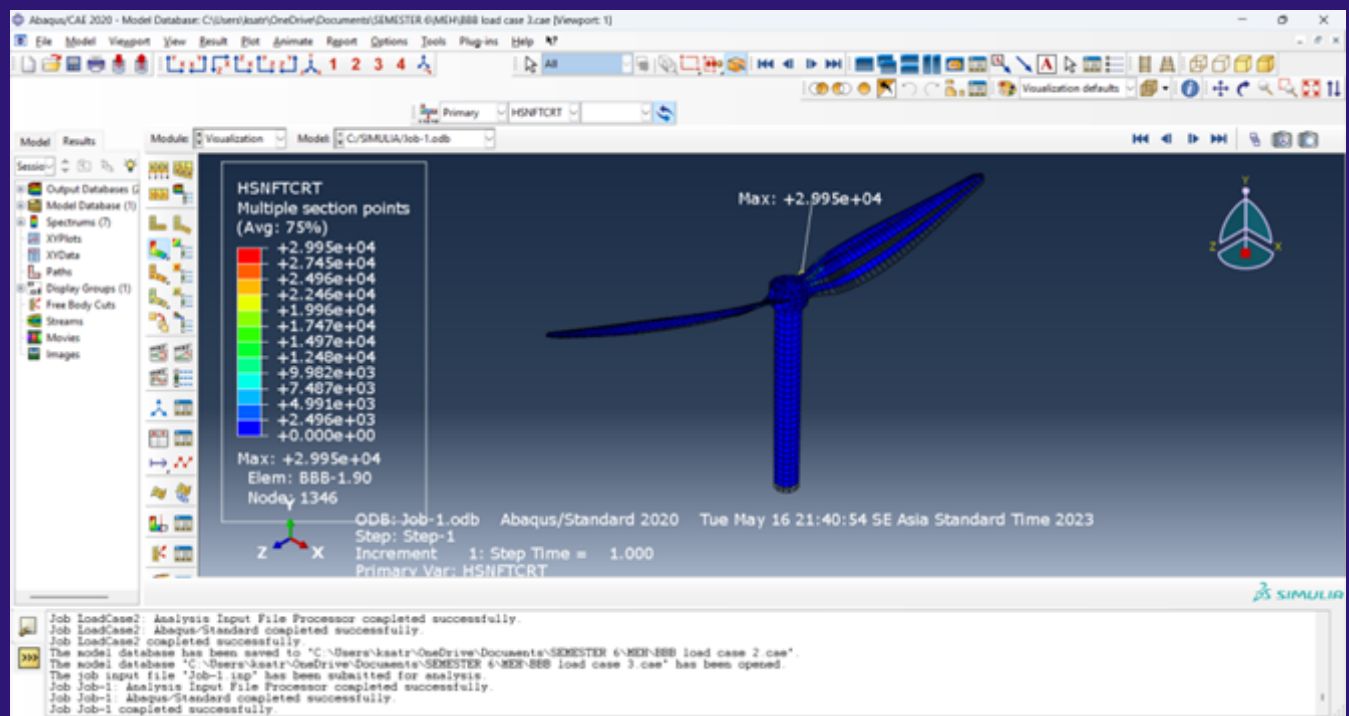 Abaqus/CAE 2020 - Model Database: C:\Users\ksatr\OneDrive\Documents\SEMESTER 6\MEH\BBB load case 3.cae [Viewport: 1]
File Model Viewport View Result Plot Animate Report Options Tools Plug-ins Help
1 2 3 4 All
Visualization defaults
Primary HSNFTCRT
Model Results
Module: Visualization Model: C:/SIMULIA/Job-1.odb
Session
Output Databases (2
Model Database (1)
Spectrums (7)
XYPlots
XYData
Paths
Display Groups (1)
Free Body Cuts
Streams
Movies
Images
HSNFTCRT
Multiple section points
(Avg: 75%)
+2.995e+04
+2.745e+04
+2.496e+04
+2.246e+04
+1.996e+04
+1.747e+04
+1.497e+04
+1.248e+04
+9.982e+03
+7.487e+03
+4.991e+03
+2.496e+03
+0.000e+00
Max: +2.995e+04
Elem: BBB-1.90
Node: 1346
Max: +2.995e+04
Y
Z X
Y
Z X
ODB: Job-1.odb Abaqus/Standard 2020 Tue May 16 21:40:54 SE Asia Standard Time 2023
Step: Step-1
Increment 1: Step Time = 1.000
Primary Var: HSNFTCRT
SIMULIA
Job LoadCase2: Analysis Input File Processor completed successfully.
Job LoadCase2: Abaqus/Standard completed successfully.
Job LoadCase2 completed successfully.
The model database has been saved to "C:\Users\ksatr\OneDrive\Documents\SEMESTER 6\MEH\BBB load case 2.cae".
The model database "C:\Users\ksatr\OneDrive\Documents\SEMESTER 6\MEH\BBB load case 3.cae" has been opened.
The job input file "Job-1.inp" has been submitted for analysis.
Job Job-1: Analysis Input File Processor completed successfully.
Job Job-1: Abaqus/Standard completed successfully.
Job Job-1 completed successfully.